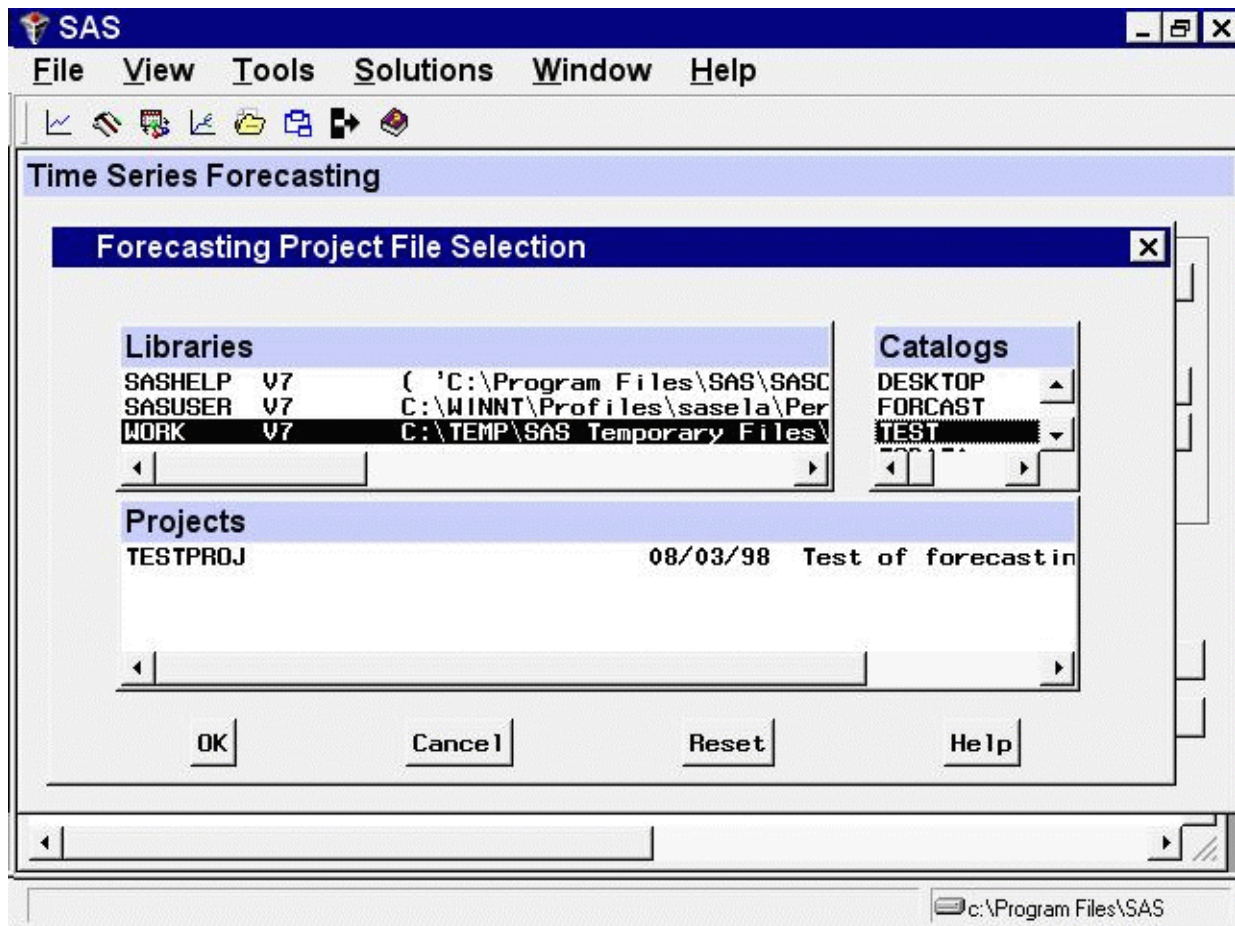 SAS
File View Tools Solutions Window Help
Time Series Forecasting
Forecasting Project File Selection
Libraries
SASHELP V7 ( 'C:\Program Files\SAS\SASC
SASUSER V7 C:\WINNT\Profiles\sasela\Per
WORK V7 C:\TEMP\SAS Temporary Files\
Catalogs
DESKTOP
FORCAST
TEST
Projects
TESTPROJ 08/03/98 Test of forecastin
OK Cancel Reset Help
c:\Program Files\SAS